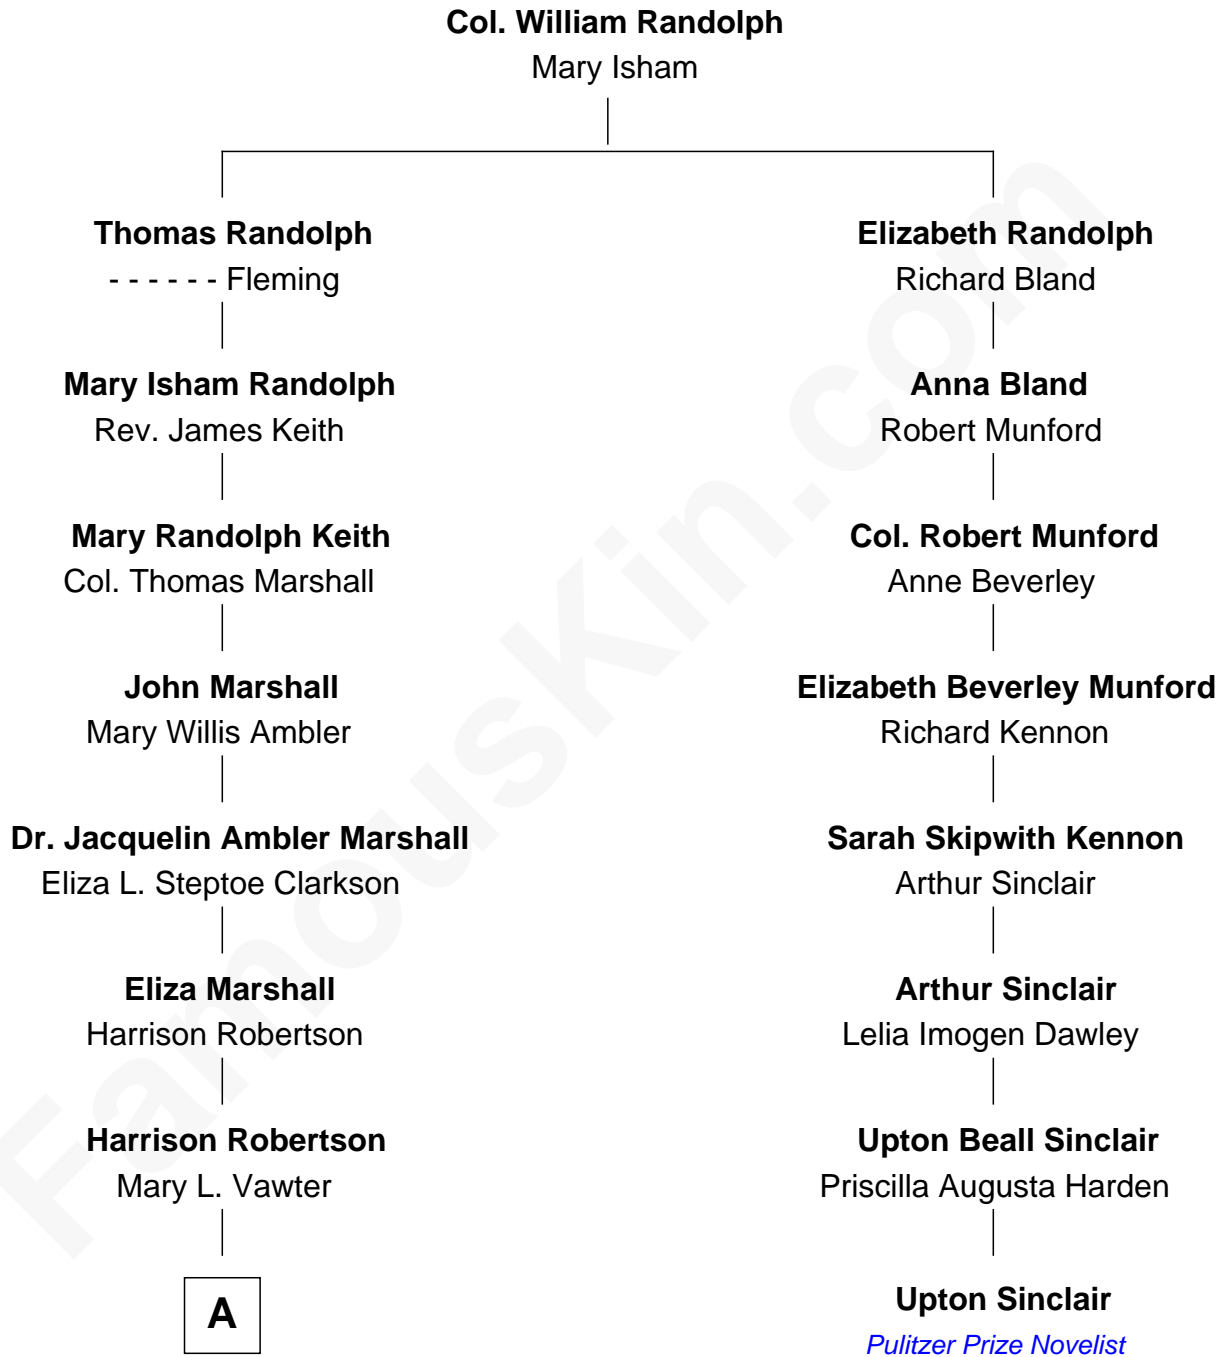 Col. William Randolph
Mary Isham
Thomas Randolph
- - - - - - Fleming
Elizabeth Randolph
Richard Bland
Mary Isham Randolph
Rev. James Keith
Anna Bland
Robert Munford
Mary Randolph Keith
Col. Thomas Marshall
Col. Robert Munford
Anne Beverley
John Marshall
Mary Willis Ambler
Elizabeth Beverley Munford
Richard Kennon
Dr. Jacquelin Ambler Marshall
Eliza L. Steptoe Clarkson
Sarah Skipwith Kennon
Arthur Sinclair
Eliza Marshall
Harrison Robertson
Arthur Sinclair
Lelia Imogen Dawley
Harrison Robertson
Mary L. Vawter
Upton Beall Sinclair
Priscilla Augusta Harden
A
Upton Sinclair
Pulitzer Prize Novelist
FamousKin.com